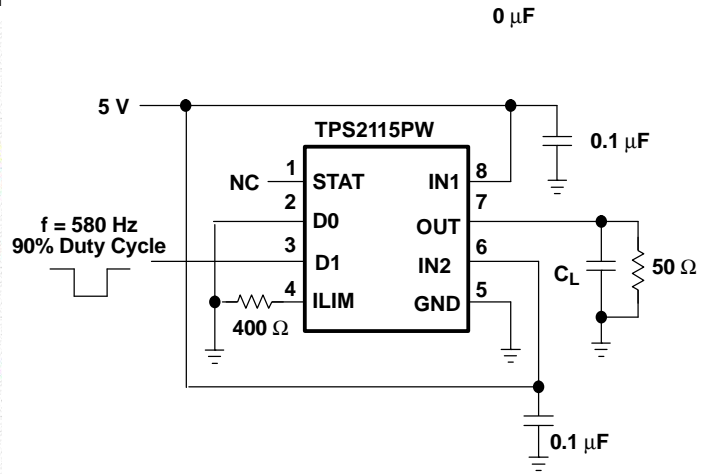 0 µF
5 V
TPS2115PW
0.1 µF
NC
1
STAT
IN1
8
2
D0
OUT
7
f = 580 Hz
90% Duty Cycle
3
D1
IN2
6
CL
50 Ω
4
ILIM
GND
5
400 Ω
0.1 µF